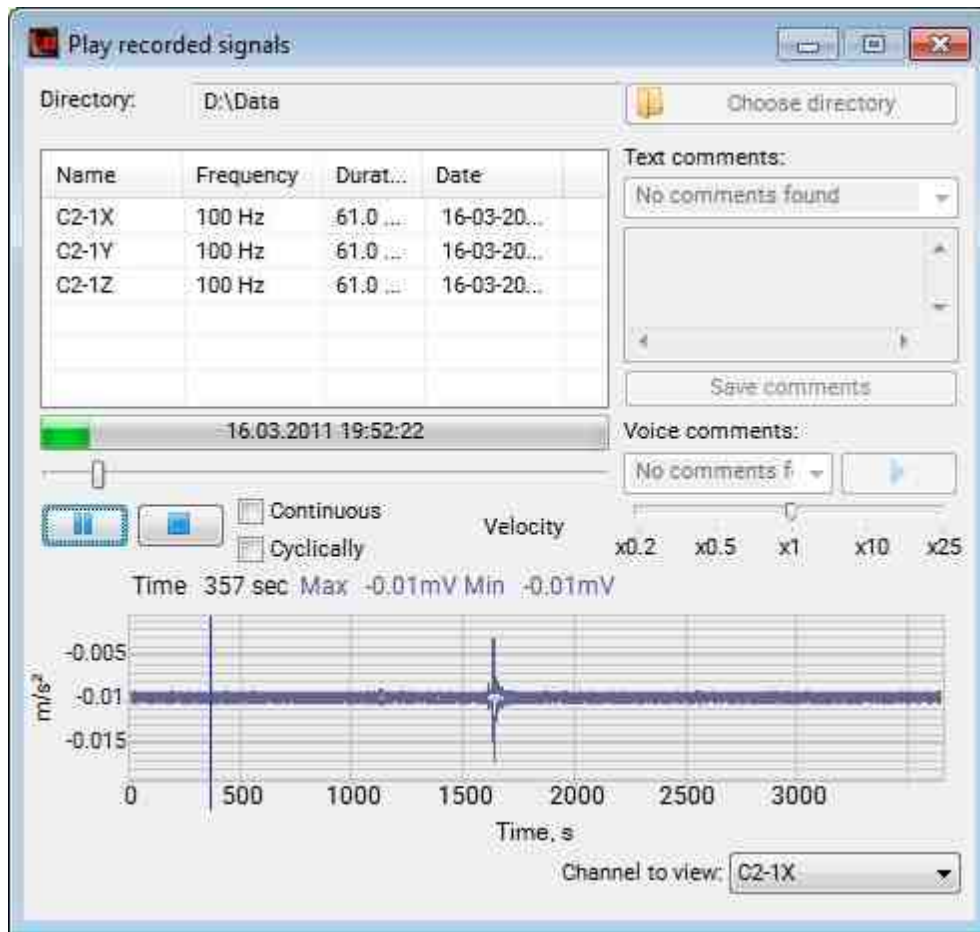 Play recorded signals
Directory: D:\Data Choose directory
Text comments:
No comments found
Name Frequency Durat... Date
C2-1X 100 Hz 61.0 ... 16-03-20...
C2-1Y 100 Hz 61.0 ... 16-03-20...
C2-1Z 100 Hz 61.0 ... 16-03-20...
Save comments
16.03.2011 19:52:22
Voice comments:
No comments f
Continuous
Cyclically
Velocity
x0.2 x0.5 x1 x10 x25
Time 357 sec Max -0.01mV Min -0.01mV
m/s²
-0.005
-0.01
-0.015
0 500 1000 1500 2000 2500 3000
Time, s
Channel to view: C2-1X